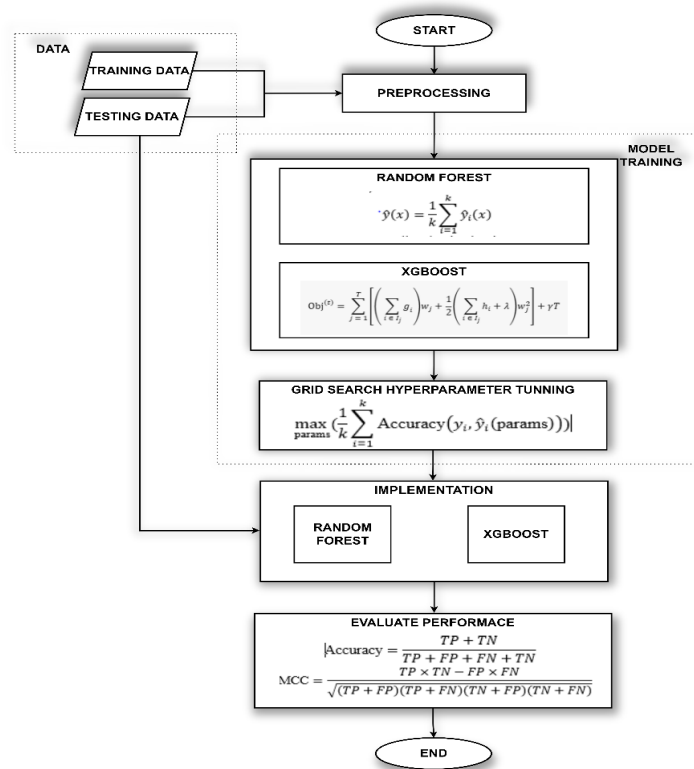 START
DATA
TRAINING DATA
TESTING DATA
PREPROCESSING
MODEL
TRAINING
RANDOM FOREST
ŷ(x) = 1/k ∑_{i=1}^{k} ŷ_i(x)
XGBOOST
Obj^{(t)} = ∑_{j=1}^{T} [(∑_{i∈I_j} g_i) w_j + 1/2 (∑_{i∈I_j} h_i + λ) w_j^2] + γT
GRID SEARCH HYPERPARAMETER TUNNING
max_{params} (1/k ∑_{i=1}^{k} Accuracy(y_i, ŷ_i(params)))
IMPLEMENTATION
RANDOM
FOREST
XGBOOST
EVALUATE PERFORMACE
Accuracy = (TP + TN) / (TP + FP + FN + TN)
MCC = (TP × TN − FP × FN) / √((TP + FP)(TP + FN)(TN + FP)(TN + FN))
END